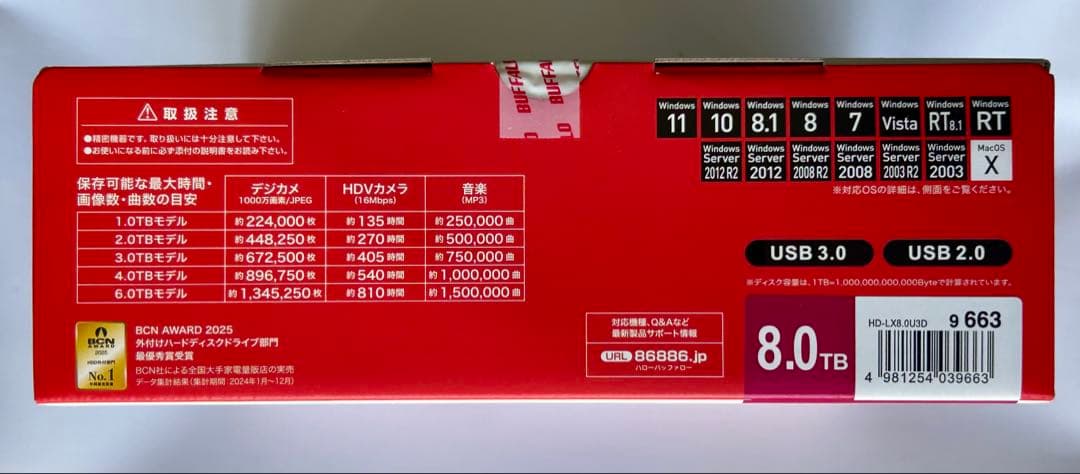 BUFFALO
BUFFALO
⚠取扱注意
●精密機器です。取り扱いには十分注意して下さい。
●お使いになる前に必ず添付の説明書をお読み下さい。
保存可能な最大時間・
画像数・曲数の目安
デジカメ
1000万画素/JPEG
HDVカメラ
(16Mbps)
音楽
(MP3)
1.0TBモデル 約224,000枚 約135時間 約250,000曲
2.0TBモデル 約448,250枚 約270時間 約500,000曲
3.0TBモデル 約672,500枚 約405時間 約750,000曲
4.0TBモデル 約896,750枚 約540時間 約1,000,000曲
6.0TBモデル 約1,345,250枚 約810時間 約1,500,000曲
Windows 11 Windows 10 Windows 8.1 Windows 8 Windows 7 Windows Vista Windows RT8.1 Windows RT
Windows Server 2012 R2 Windows Server 2012 Windows Server 2008 R2 Windows Server 2008 Windows Server 2003 R2 Windows Server 2003 MacOS X
※対応OSの詳細は、側面をご覧ください。
USB 3.0 USB 2.0
※ディスク容量は、1TB=1,000,000,000,000Byteで計算されています。
BCN
AWARD
2025
No.1
BCN AWARD 2025
外付けハードディスクドライブ部門
最優秀賞受賞
BCN社による全国大手家電量販店の実売
データ集計結果(集計期間:2024年1月～12月)
対応機種、Q&Aなど
最新製品サポート情報
URL 86886.jp
ハローバッファロー
8.0TB
HD-LX8.0U3D 9 663
4 981254 039663